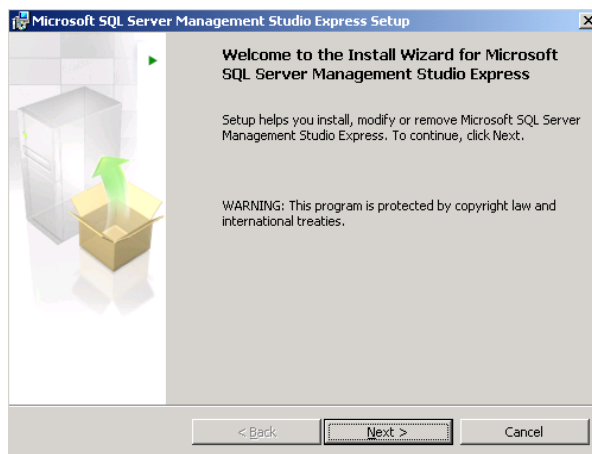 Microsoft SQL Server Management Studio Express Setup
Welcome to the Install Wizard for Microsoft
SQL Server Management Studio Express
Setup helps you install, modify or remove Microsoft SQL Server
Management Studio Express. To continue, click Next.
WARNING: This program is protected by copyright law and
international treaties.
< Back
Next >
Cancel